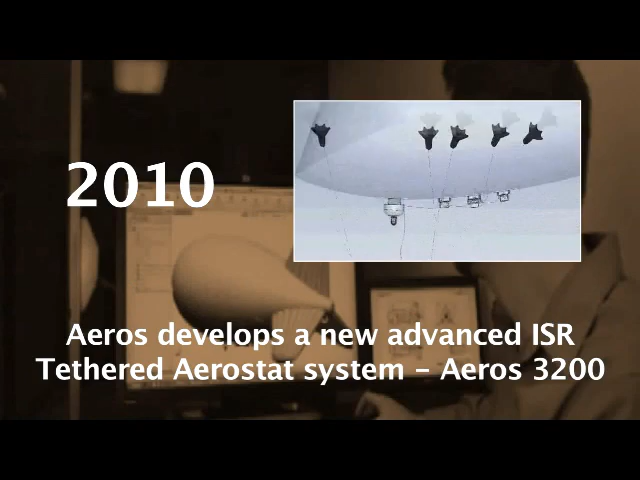 2010
Aeros develops a new advanced ISR
Tethered Aerostat system - Aeros 3200